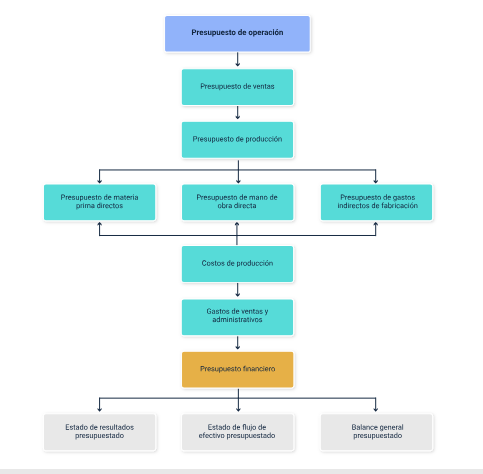 Presupuesto de operación
Presupuesto de ventas
Presupuesto de producción
Presupuesto de materia
prima directos
Presupuesto de mano de
obra directa
Presupuesto de gastos
indirectos de fabricación
Costos de producción
Gastos de ventas y
administrativos
Presupuesto financiero
Estado de resultados
presupuestado
Estado de flujo de
efectivo presupuestado
Balance general
presupuestado